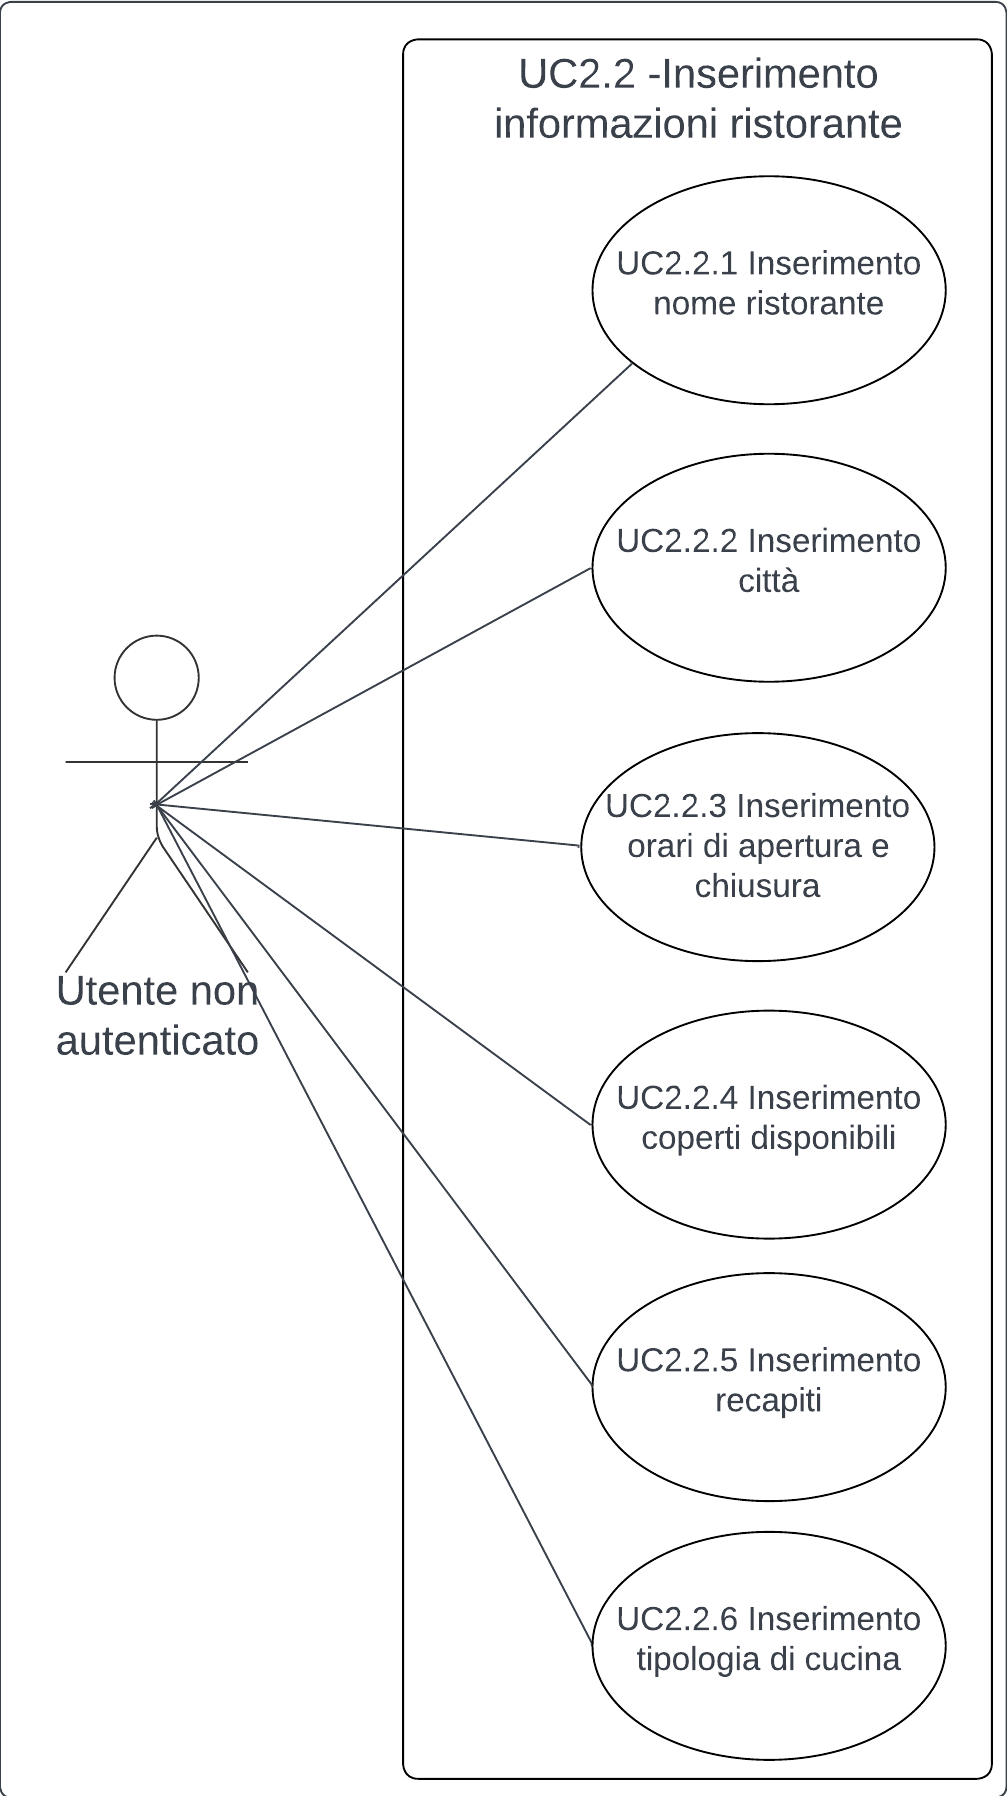 UC2.2 -Inserimento
informazioni ristorante
UC2.2.1 Inserimento
nome ristorante
UC2.2.2 Inserimento
città
UC2.2.3 Inserimento
orari di apertura e
chiusura
Utente non
autenticato
UC2.2.4 Inserimento
coperti disponibili
UC2.2.5 Inserimento
recapiti
UC2.2.6 Inserimento
tipologia di cucina